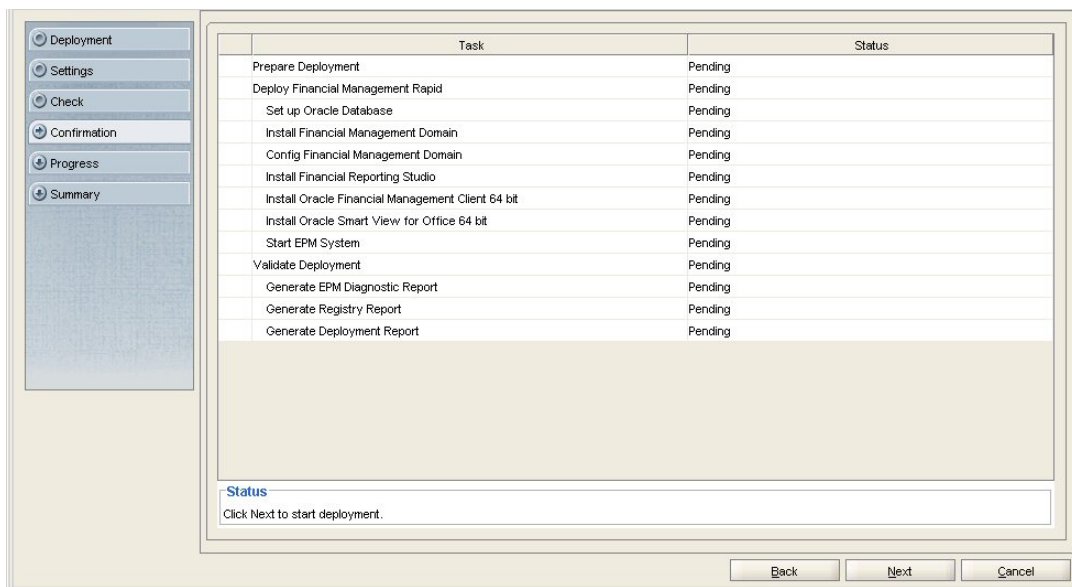 Deployment
Settings
Check
Confirmation
Progress
Summary
Task Status
Prepare Deployment Pending
Deploy Financial Management Rapid Pending
Set up Oracle Database Pending
Install Financial Management Domain Pending
Config Financial Management Domain Pending
Install Financial Reporting Studio Pending
Install Oracle Financial Management Client 64 bit Pending
Install Oracle Smart View for Office 64 bit Pending
Start EPM System Pending
Validate Deployment Pending
Generate EPM Diagnostic Report Pending
Generate Registry Report Pending
Generate Deployment Report Pending
Status
Click Next to start deployment.
Back Next Cancel